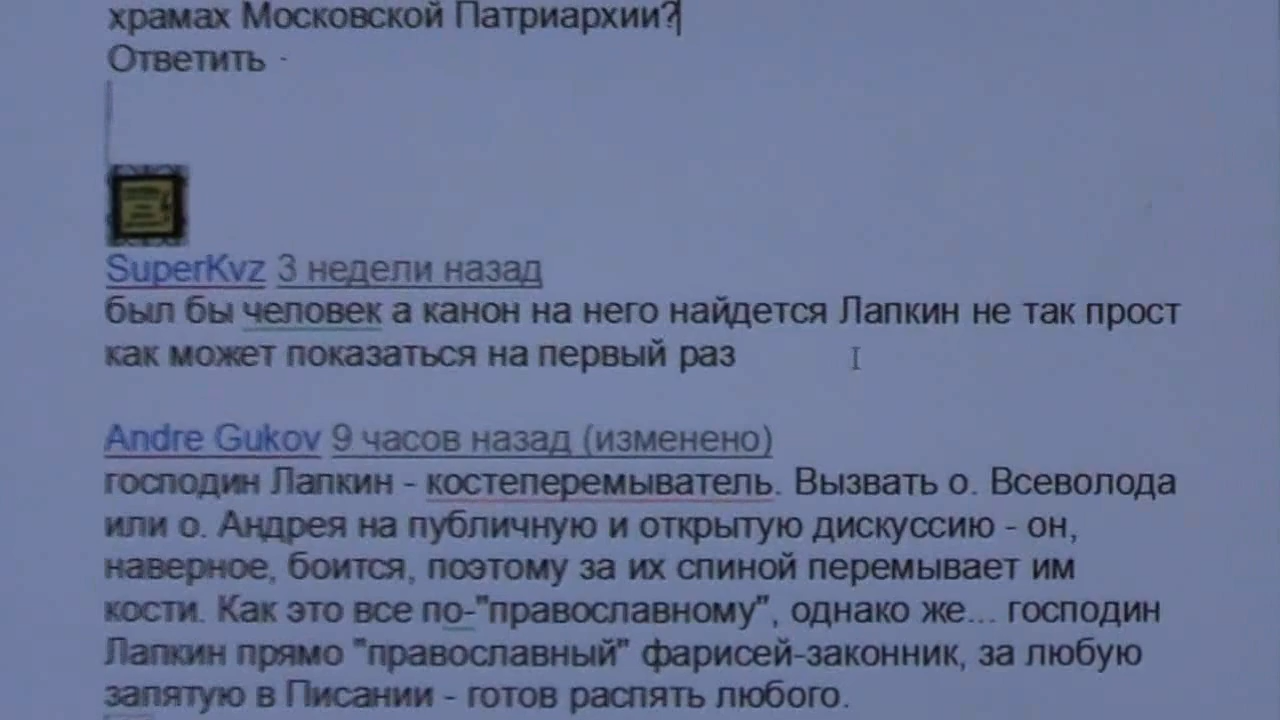 храмах Московской Патриархии?
Ответить ·
SuperKvz 3 недели назад
был бы человек а канон на него найдется Лапкин не так прост
как может показаться на первый раз
Andre Gukov 9 часов назад (изменено)
господин Лапкин - костеперемыватель. Вызвать о. Всеволода
или о. Андрея на публичную и открытую дискуссию - он,
наверное, боится, поэтому за их спиной перемывает им
кости. Как это все по-"православному", однако же... господин
Лапкин прямо "православный" фарисей-законник, за любую
запятую в Писании - готов распять любого.